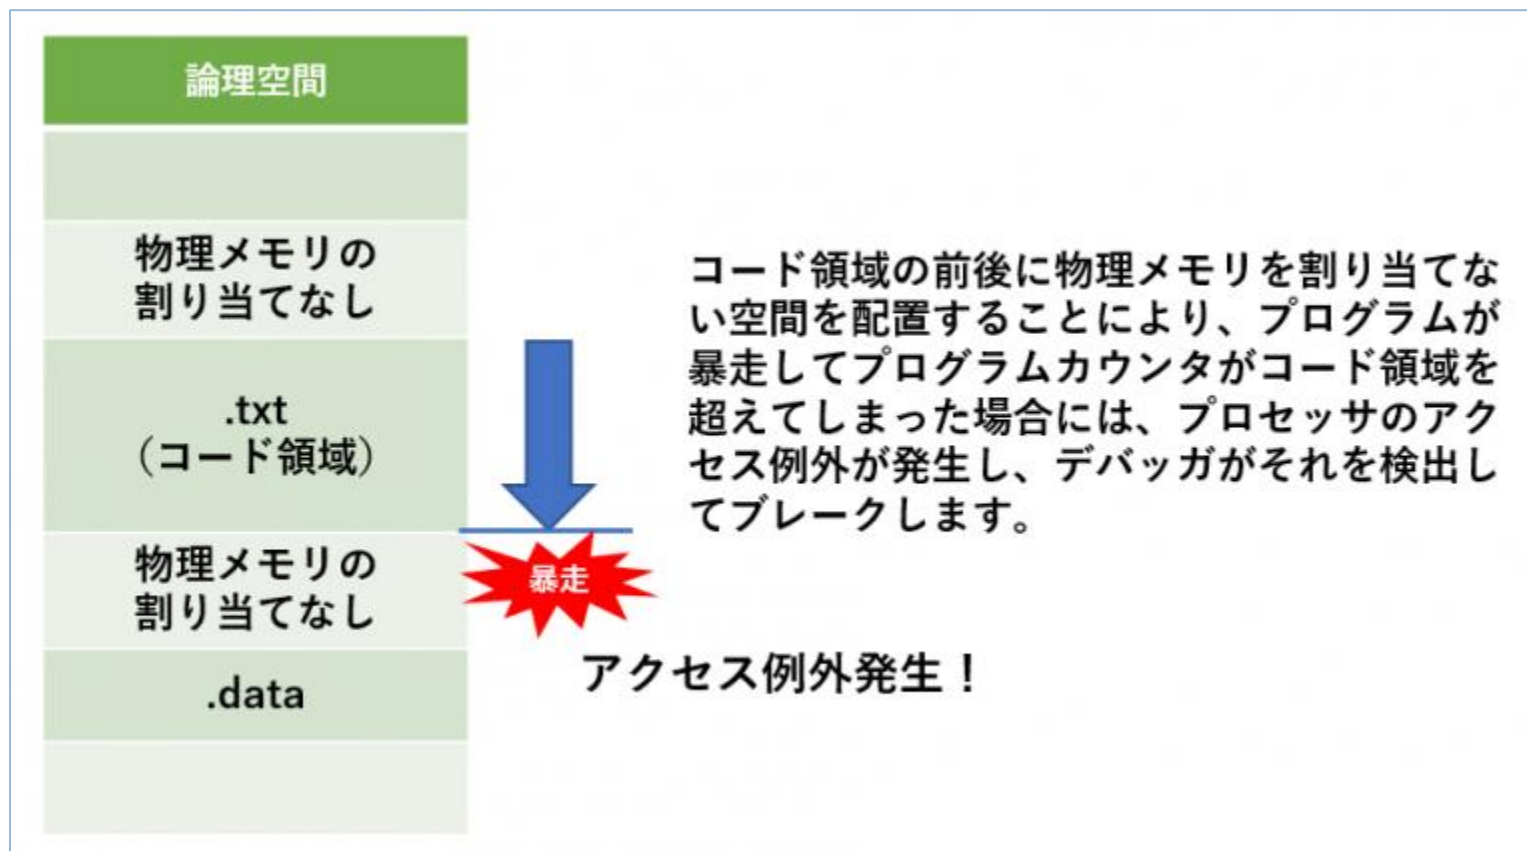 論理空間
物理メモリの
割り当てなし
.txt
（コード領域）
物理メモリの
割り当てなし
.data
コード領域の前後に物理メモリを割り当てな
い空間を配置することにより、プログラムが
暴走してプログラムカウンタがコード領域を
超えてしまった場合には、プロセッサのアク
セス例外が発生し、デバッガがそれを検出し
てブレークします。
暴走
アクセス例外発生！